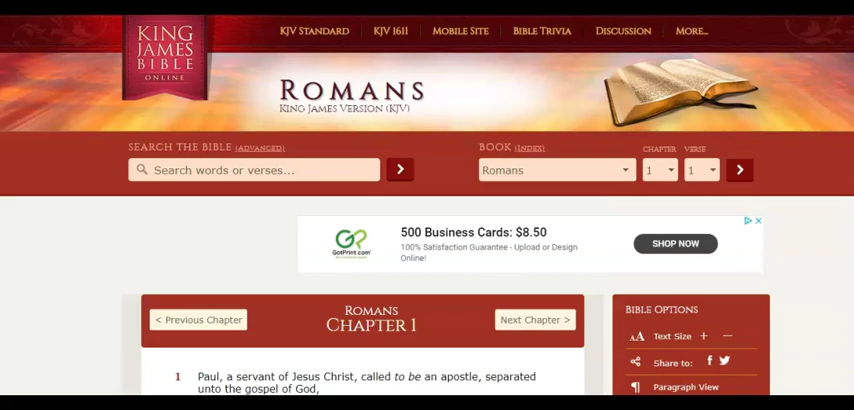 KING
JAMES
BIBLE
ONLINE
KJV STANDARD KJV 1611 MOBILE SITE BIBLE TRIVIA DISCUSSION MORE...
ROMANS
KING JAMES VERSION (KJV)
SEARCH THE BIBLE (ADVANCED)
BOOK (INDEX) CHAPTER VERSE
Search words or verses...
Romans 1 1
GotPrint.com
500 Business Cards: $8.50
100% Satisfaction Guarantee - Upload or Design
Online!
SHOP NOW
< Previous Chapter
ROMANS
CHAPTER 1
Next Chapter >
1 Paul, a servant of Jesus Christ, called to be an apostle, separated
unto the gospel of God,
BIBLE OPTIONS
AA Text Size + —
Share to:
¶ Paragraph View